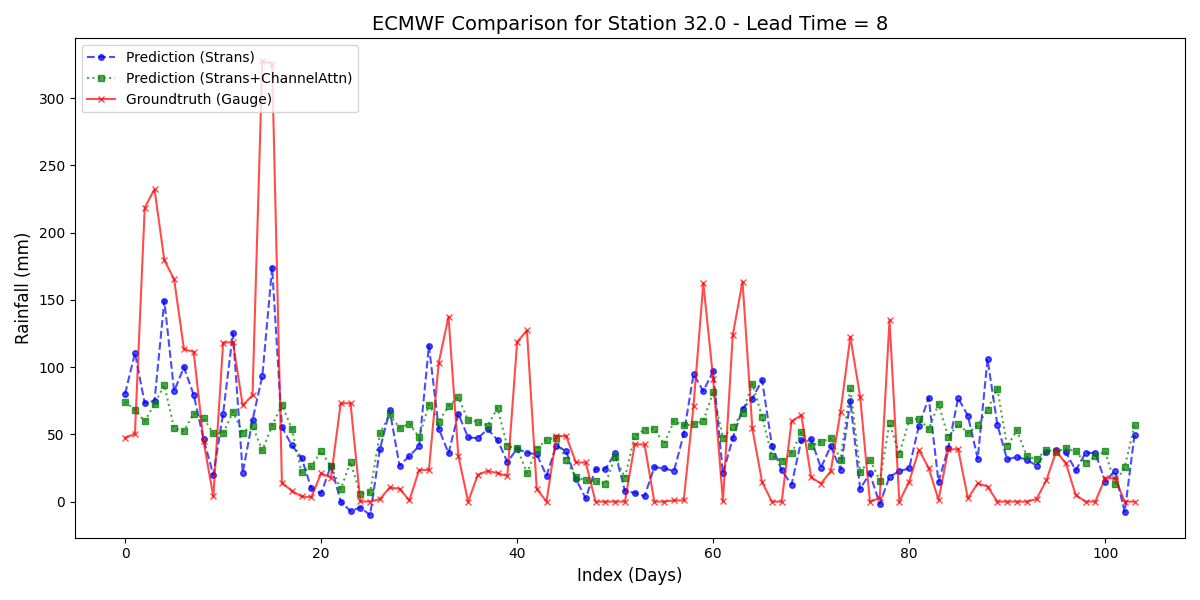 ECMWF Comparison for Station 32.0 - Lead Time = 8
Prediction (Strans)
Prediction (Strans+ChannelAttn)
Groundtruth (Gauge)
Rainfall (mm)
300
250
200
150
100
50
0
0 20 40 60 80 100
Index (Days)